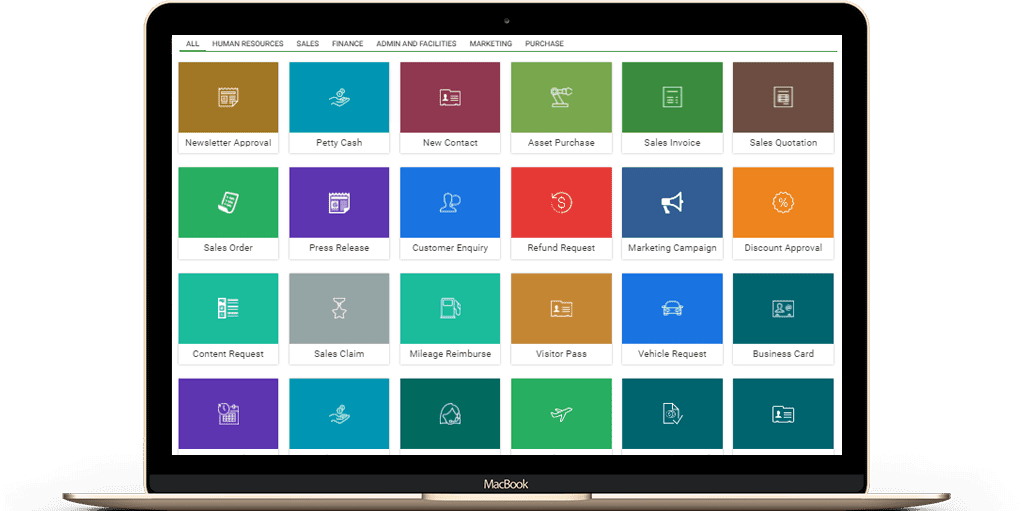 ALL HUMAN RESOURCES SALES FINANCE ADMIN AND FACILITIES MARKETING PURCHASE
Newsletter Approval Petty Cash New Contact Asset Purchase Sales Invoice Sales Quotation
Sales Order Press Release Customer Enquiry Refund Request Marketing Campaign Discount Approval
Content Request Sales Claim Mileage Reimburse Visitor Pass Vehicle Request Business Card
MacBook